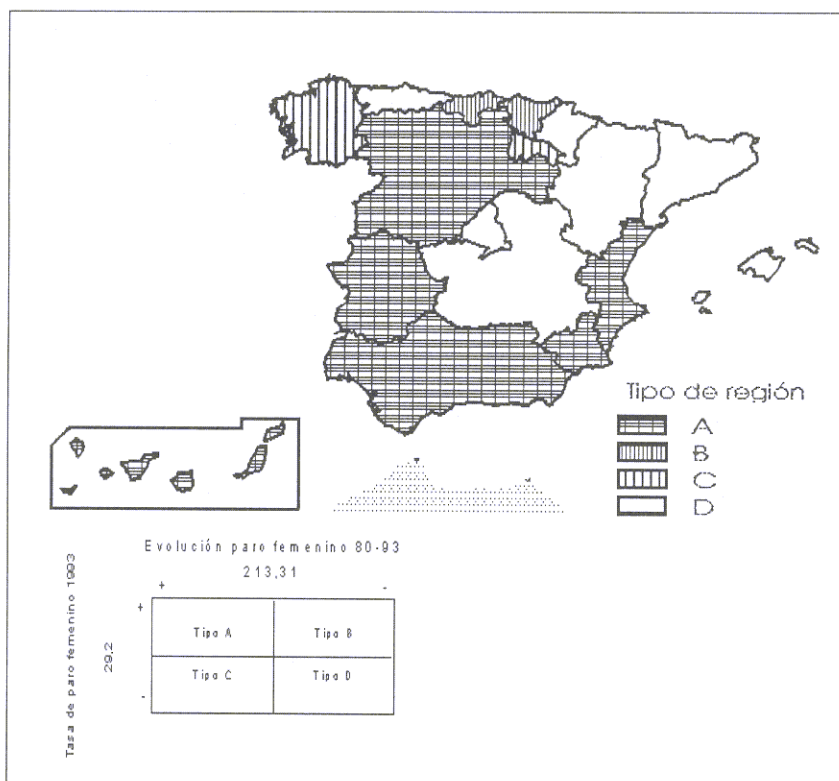 Tipo de región
A
B
C
D
Evolución paro femenino 80-93
213,31
+ -
Tasa de paro femenino 1993
29,2
+
-
Tipo A Tipo B
Tipo C Tipo D